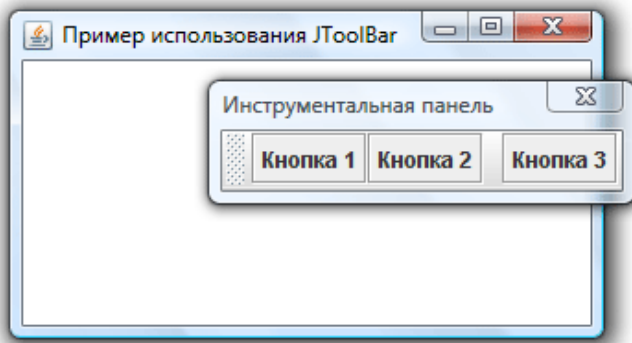 Пример использования JToolBar
Инструментальная панель
Кнопка 1 Кнопка 2 Кнопка 3